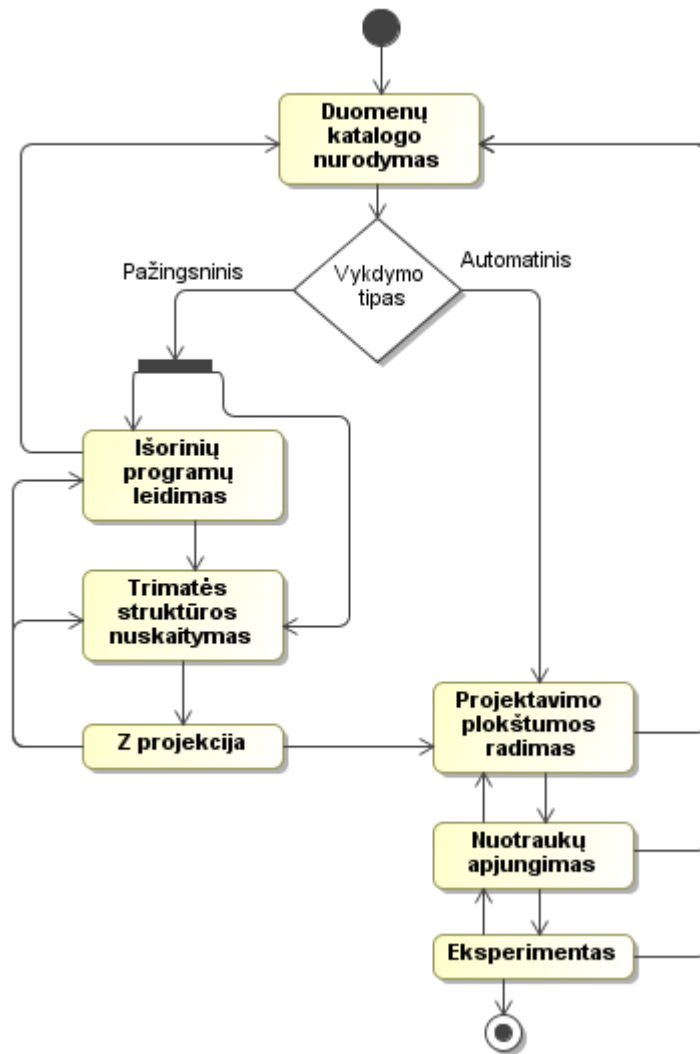 Duomenų
katalogo
nurodymas
Vykdymo
tipas
Pažingsninis
Automatinis
Išorinių
programų
leidimas
Trimatės
struktūros
nuskaitymas
Z projekcija
Projektavimo
plokštumos
radimas
Nuotraukų
apjungimas
Eksperimentas